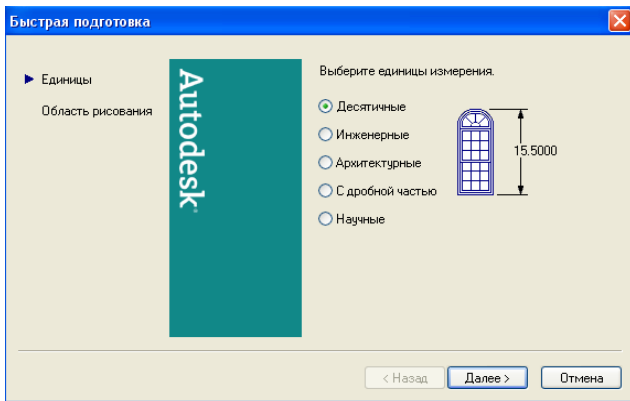 Быстрая подготовка
Единицы
Область рисования
Autodesk
Выберите единицы измерения.
Десятичные
Инженерные
Архитектурные
С дробной частью
Научные
15.5000
< Назад
Далее >
Отмена